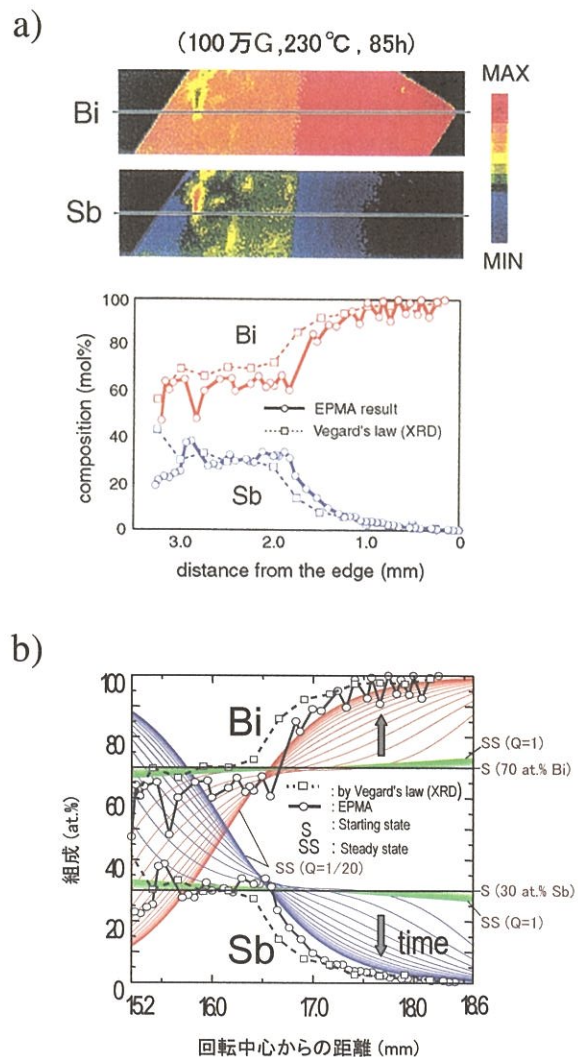 a)
(100万G,230℃, 85h)
Bi
MAX
Sb
MIN
100
80
60
40
20
0
composition (mol%)
Bi
EPMA result
Vegard's law (XRD)
Sb
3.0 2.0 1.0 0
distance from the edge (mm)
b)
100
80
60
40
20
0
組成 (at.%)
Bi
SS (Q=1)
S (70 at.% Bi)
: by Vegard's law (XRD)
: EPMA
S : Starting state
SS : Steady state
SS (Q=1/20)
S (30 at.% Sb)
SS (Q=1)
Sb
time
15.2 16.0 17.0 18.0 18.6
回転中心からの距離 (mm)